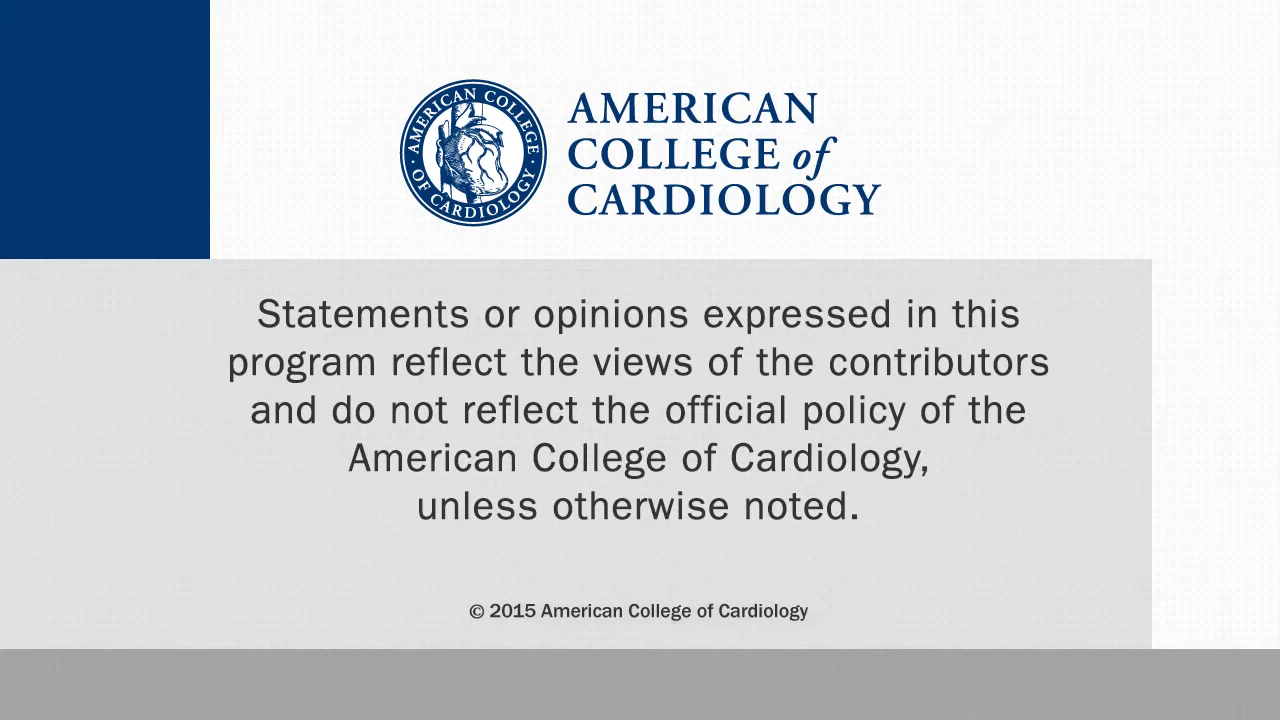 AMERICAN COLLEGE
OF CARDIOLOGY
AMERICAN
COLLEGE of
CARDIOLOGY
Statements or opinions expressed in this
program reflect the views of the contributors
and do not reflect the official policy of the
American College of Cardiology,
unless otherwise noted.
© 2015 American College of Cardiology